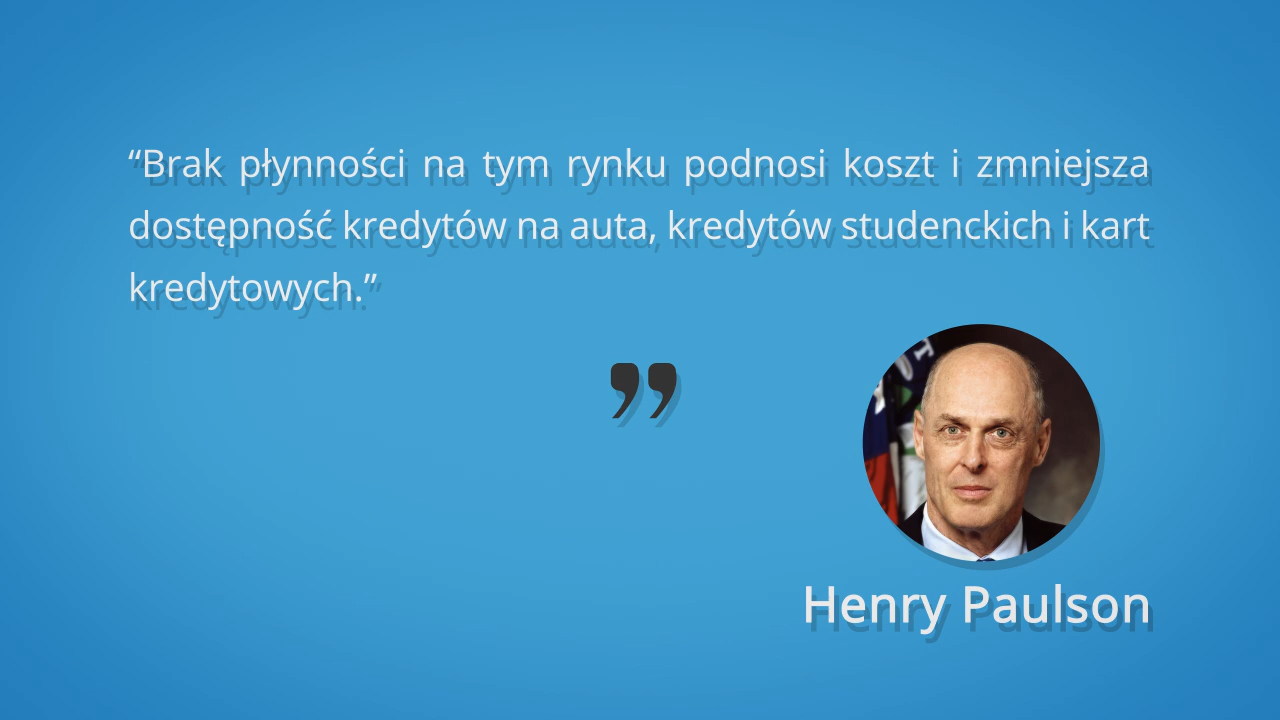 “Brak płynności na tym rynku podnosi koszt i zmniejsza
dostępność kredytów na auta, kredytów studenckich i kart
kredytowych.”
”
Henry Paulson